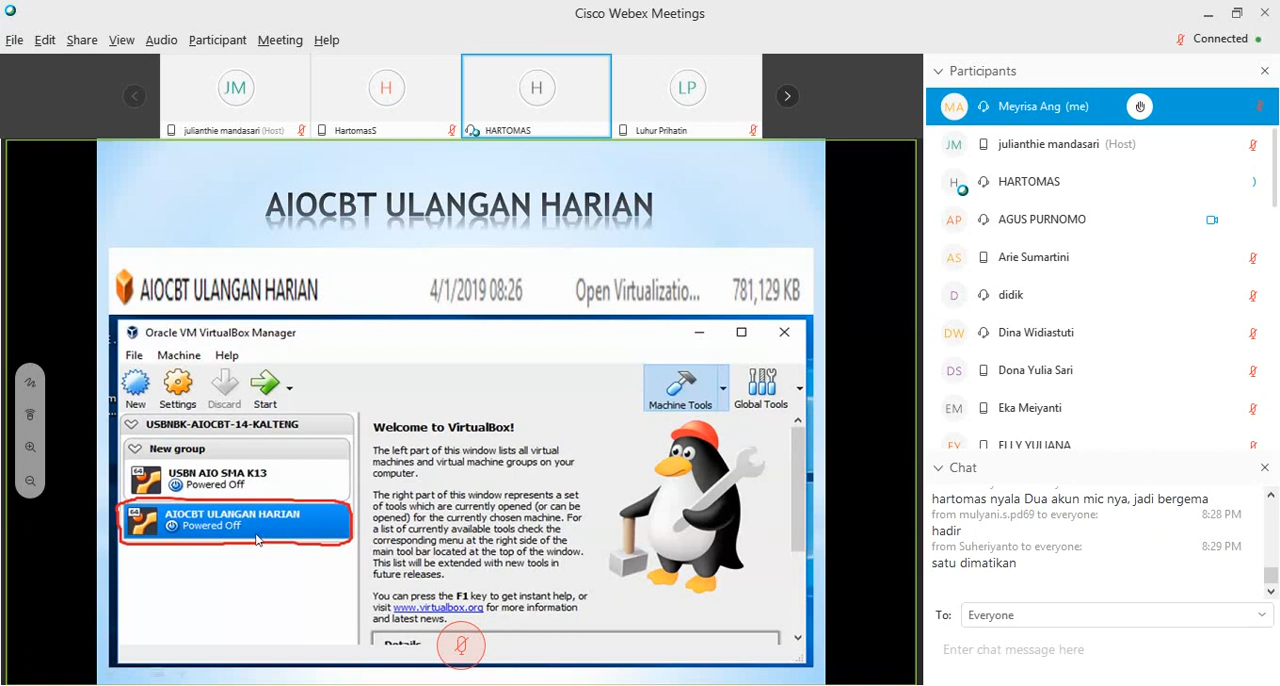 Cisco Webex Meetings
File Edit Share View Audio Participant Meeting Help
Connected
JM
H
H
LP
julianthie mandasari (Host)
HartomasS
HARTOMAS
Luhur Prihatin
AIOCBT ULANGAN HARIAN
AIOCBT ULANGAN HARIAN 4/1/2019 08:26 Open Virtualizatio... 781,129 KB
Oracle VM VirtualBox Manager
File Machine Help
New Settings Discard Start Machine Tools Global Tools
USBNBK-AIOCBT-14-KALTENG
New group
64
USBN AIO SMA K13
Powered Off
64
AIOCBT ULANGAN HARIAN
Powered Off
Welcome to VirtualBox!
The left part of this window lists all virtual
machines and virtual machine groups on your
computer.
The right part of this window represents a set
of tools which are currently opened (or can be
opened) for the currently chosen machine. For
a list of currently available tools check the
corresponding menu at the right side of the
main tool bar located at the top of the window.
This list will be extended with new tools in
future releases.
You can press the F1 key to get instant help, or
visit www.virtualbox.org for more information
and latest news.
Details
Participants
MA Meyrisa Ang (me)
JM julianthie mandasari (Host)
H HARTOMAS
AP AGUS PURNOMO
AS Arie Sumartini
D didik
DW Dina Widiastuti
DS Dona Yulia Sari
EM Eka Meiyanti
EY ELLY YULIANA
Chat
hartomas nyala Dua akun mic nya, jadi bergema
from mulyani.s.pd69 to everyone: 8:28 PM
hadir
from Suheriyanto to everyone: 8:29 PM
satu dimatikan
To: Everyone
Enter chat message here